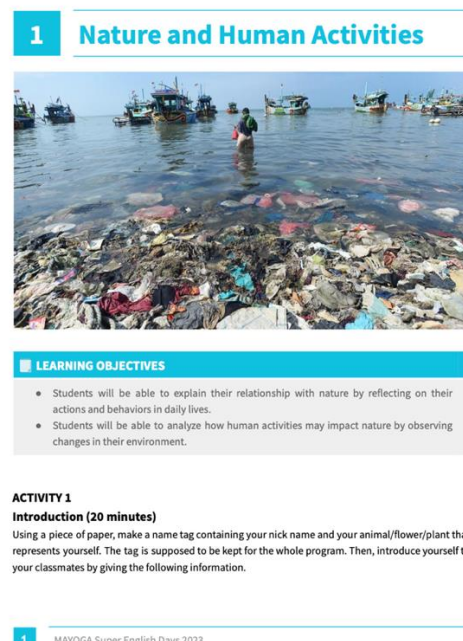 1 Nature and Human Activities
LEARNING OBJECTIVES
● Students will be able to explain their relationship with nature by reflecting on their
actions and behaviors in daily lives.
● Students will be able to analyze how human activities may impact nature by observing
changes in their environment.
ACTIVITY 1
Introduction (20 minutes)
Using a piece of paper, make a name tag containing your nick name and your animal/flower/plant tha
represents yourself. The tag is supposed to be kept for the whole program. Then, introduce yourself t
your classmates by giving the following information.
1 MAYOGA Super English Days 2023